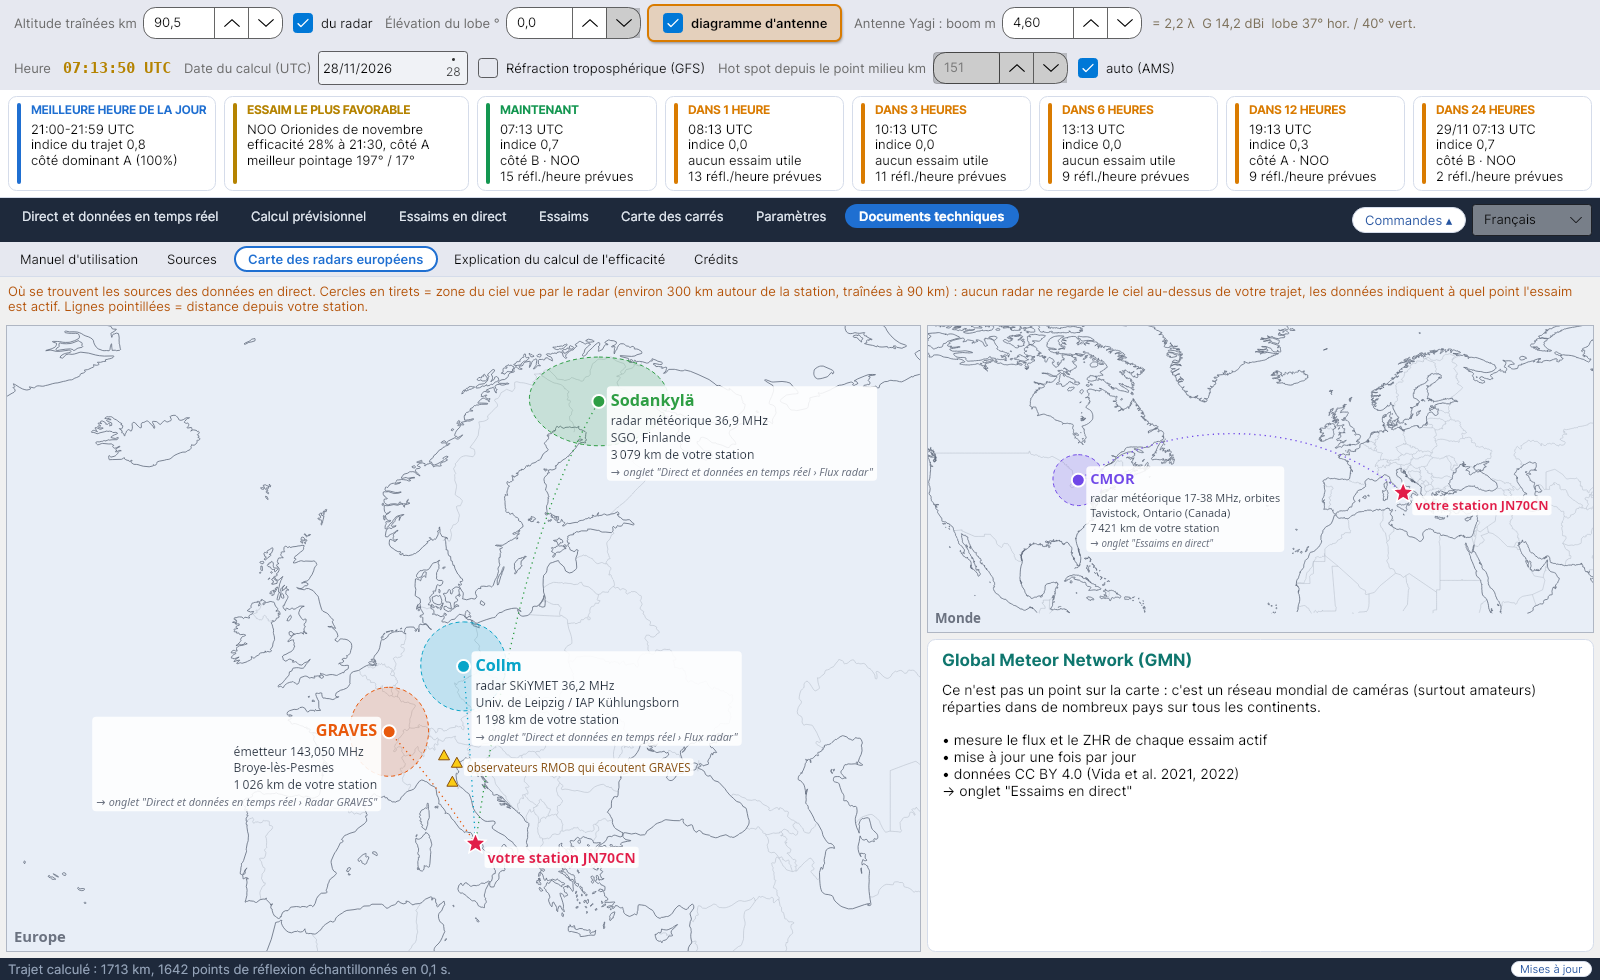 Altitude traînées km 90,5 du radar Élévation du lobe ° 0,0 diagramme d'antenne Antenne Yagi : boom m 4,60 = 2,2 λ G 14,2 dBi lobe 37° hor. / 40° vert.
Heure 07:13:50 UTC Date du calcul (UTC) 28/11/2026 28 Réfraction troposphérique (GFS) Hot spot depuis le point milieu km 151 auto (AMS)
MEILLEURE HEURE DE LA JOUR
21:00-21:59 UTC
indice du trajet 0,8
côté dominant A (100%)
ESSAIM LE PLUS FAVORABLE
NOO Orionides de novembre
efficacité 28% à 21:30, côté A
meilleur pointage 197° / 17°
MAINTENANT
07:13 UTC
indice 0,7
côté B · NOO
15 réfl./heure prévues
DANS 1 HEURE
08:13 UTC
indice 0,0
aucun essaim utile
13 réfl./heure prévues
DANS 3 HEURES
10:13 UTC
indice 0,0
aucun essaim utile
11 réfl./heure prévues
DANS 6 HEURES
13:13 UTC
indice 0,0
aucun essaim utile
9 réfl./heure prévues
DANS 12 HEURES
19:13 UTC
indice 0,3
côté A · NOO
9 réfl./heure prévues
DANS 24 HEURES
29/11 07:13 UTC
indice 0,7
côté B · NOO
2 réfl./heure prévues
Direct et données en temps réel Calcul prévisionnel Essaims en direct Essaims Carte des carrés Paramètres Documents techniques Commandes ▴ Français
Manuel d'utilisation Sources Carte des radars européens Explication du calcul de l'efficacité Crédits
Où se trouvent les sources des données en direct. Cercles en tirets = zone du ciel vue par le radar (environ 300 km autour de la station, traînées à 90 km) : aucun radar ne regarde le ciel au-dessus de votre trajet, les données indiquent à quel point l'essaim
est actif. Lignes pointillées = distance depuis votre station.
Sodankylä
radar météorique 36,9 MHz
SGO, Finlande
3 079 km de votre station
→ onglet "Direct et données en temps réel › Flux radar"
Collm
radar SKiYMET 36,2 MHz
Univ. de Leipzig / IAP Kühlungsborn
1 198 km de votre station
→ onglet "Direct et données en temps réel › Flux radar"
GRAVES
émetteur 143,050 MHz
Broye-lès-Pesmes
1 026 km de votre station
→ onglet "Direct et données en temps réel › Radar GRAVES"
observateurs RMOB qui écoutent GRAVES
votre station JN70CN
Europe
CMOR
radar météorique 17-38 MHz, orbites
Tavistock, Ontario (Canada)
7 421 km de votre station
→ onglet "Essaims en direct"
votre station JN70CN
Monde
Global Meteor Network (GMN)
Ce n'est pas un point sur la carte : c'est un réseau mondial de caméras (surtout amateurs)
réparties dans de nombreux pays sur tous les continents.
• mesure le flux et le ZHR de chaque essaim actif
• mise à jour une fois par jour
• données CC BY 4.0 (Vida et al. 2021, 2022)
→ onglet "Essaims en direct"
Trajet calculé : 1713 km, 1642 points de réflexion échantillonnés en 0,1 s.
Mises à jour